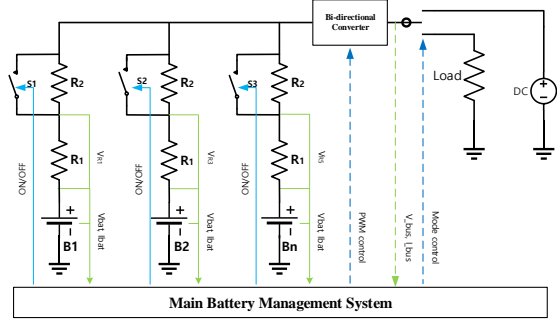 Bi-directional
Converter
S1
R2
S2
R2
S3
R2
Load
DC
R1
R1
R1
ON/OFF
VR1
ON/OFF
VR3
ON/OFF
VR5
B1
Vbat, Ibat
B2
Vbat, Ibat
Bn
Vbat, Ibat
PWM control
V_bus, I_bus
Mode control
Main Battery Management System